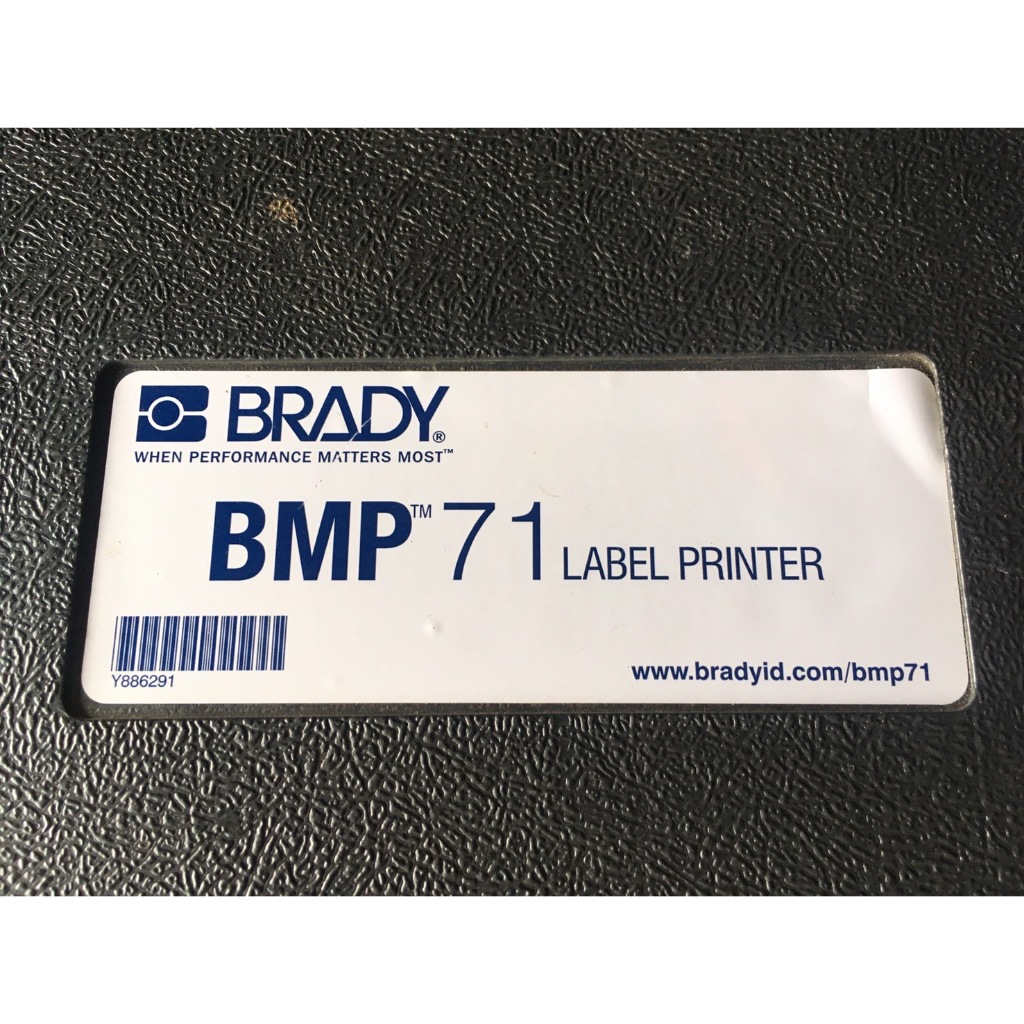 BRADY®
WHEN PERFORMANCE MATTERS MOST™
BMP™ 71 LABEL PRINTER
Y886291
www.bradyid.com/bmp71